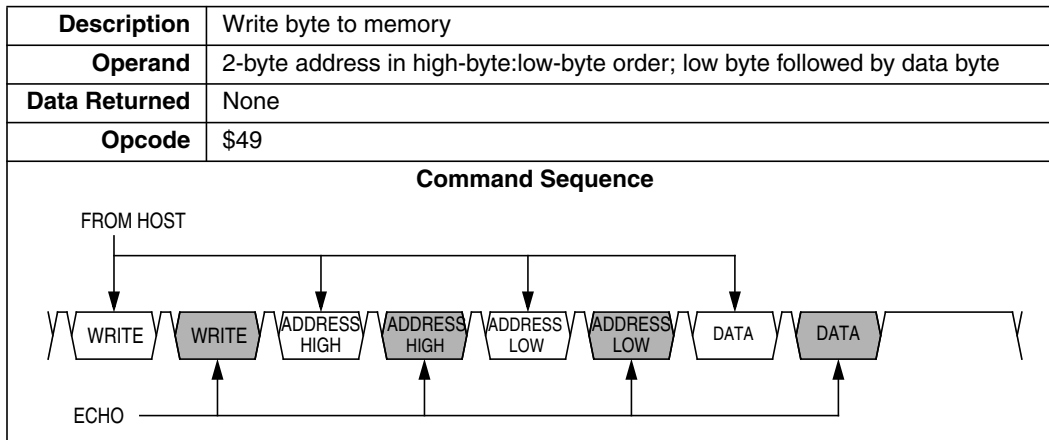 Description Write byte to memory
Operand 2-byte address in high-byte:low-byte order; low byte followed by data byte
Data Returned None
Opcode $49
Command Sequence
FROM HOST
WRITE WRITE ADDRESS HIGH ADDRESS HIGH ADDRESS LOW ADDRESS LOW DATA DATA
ECHO